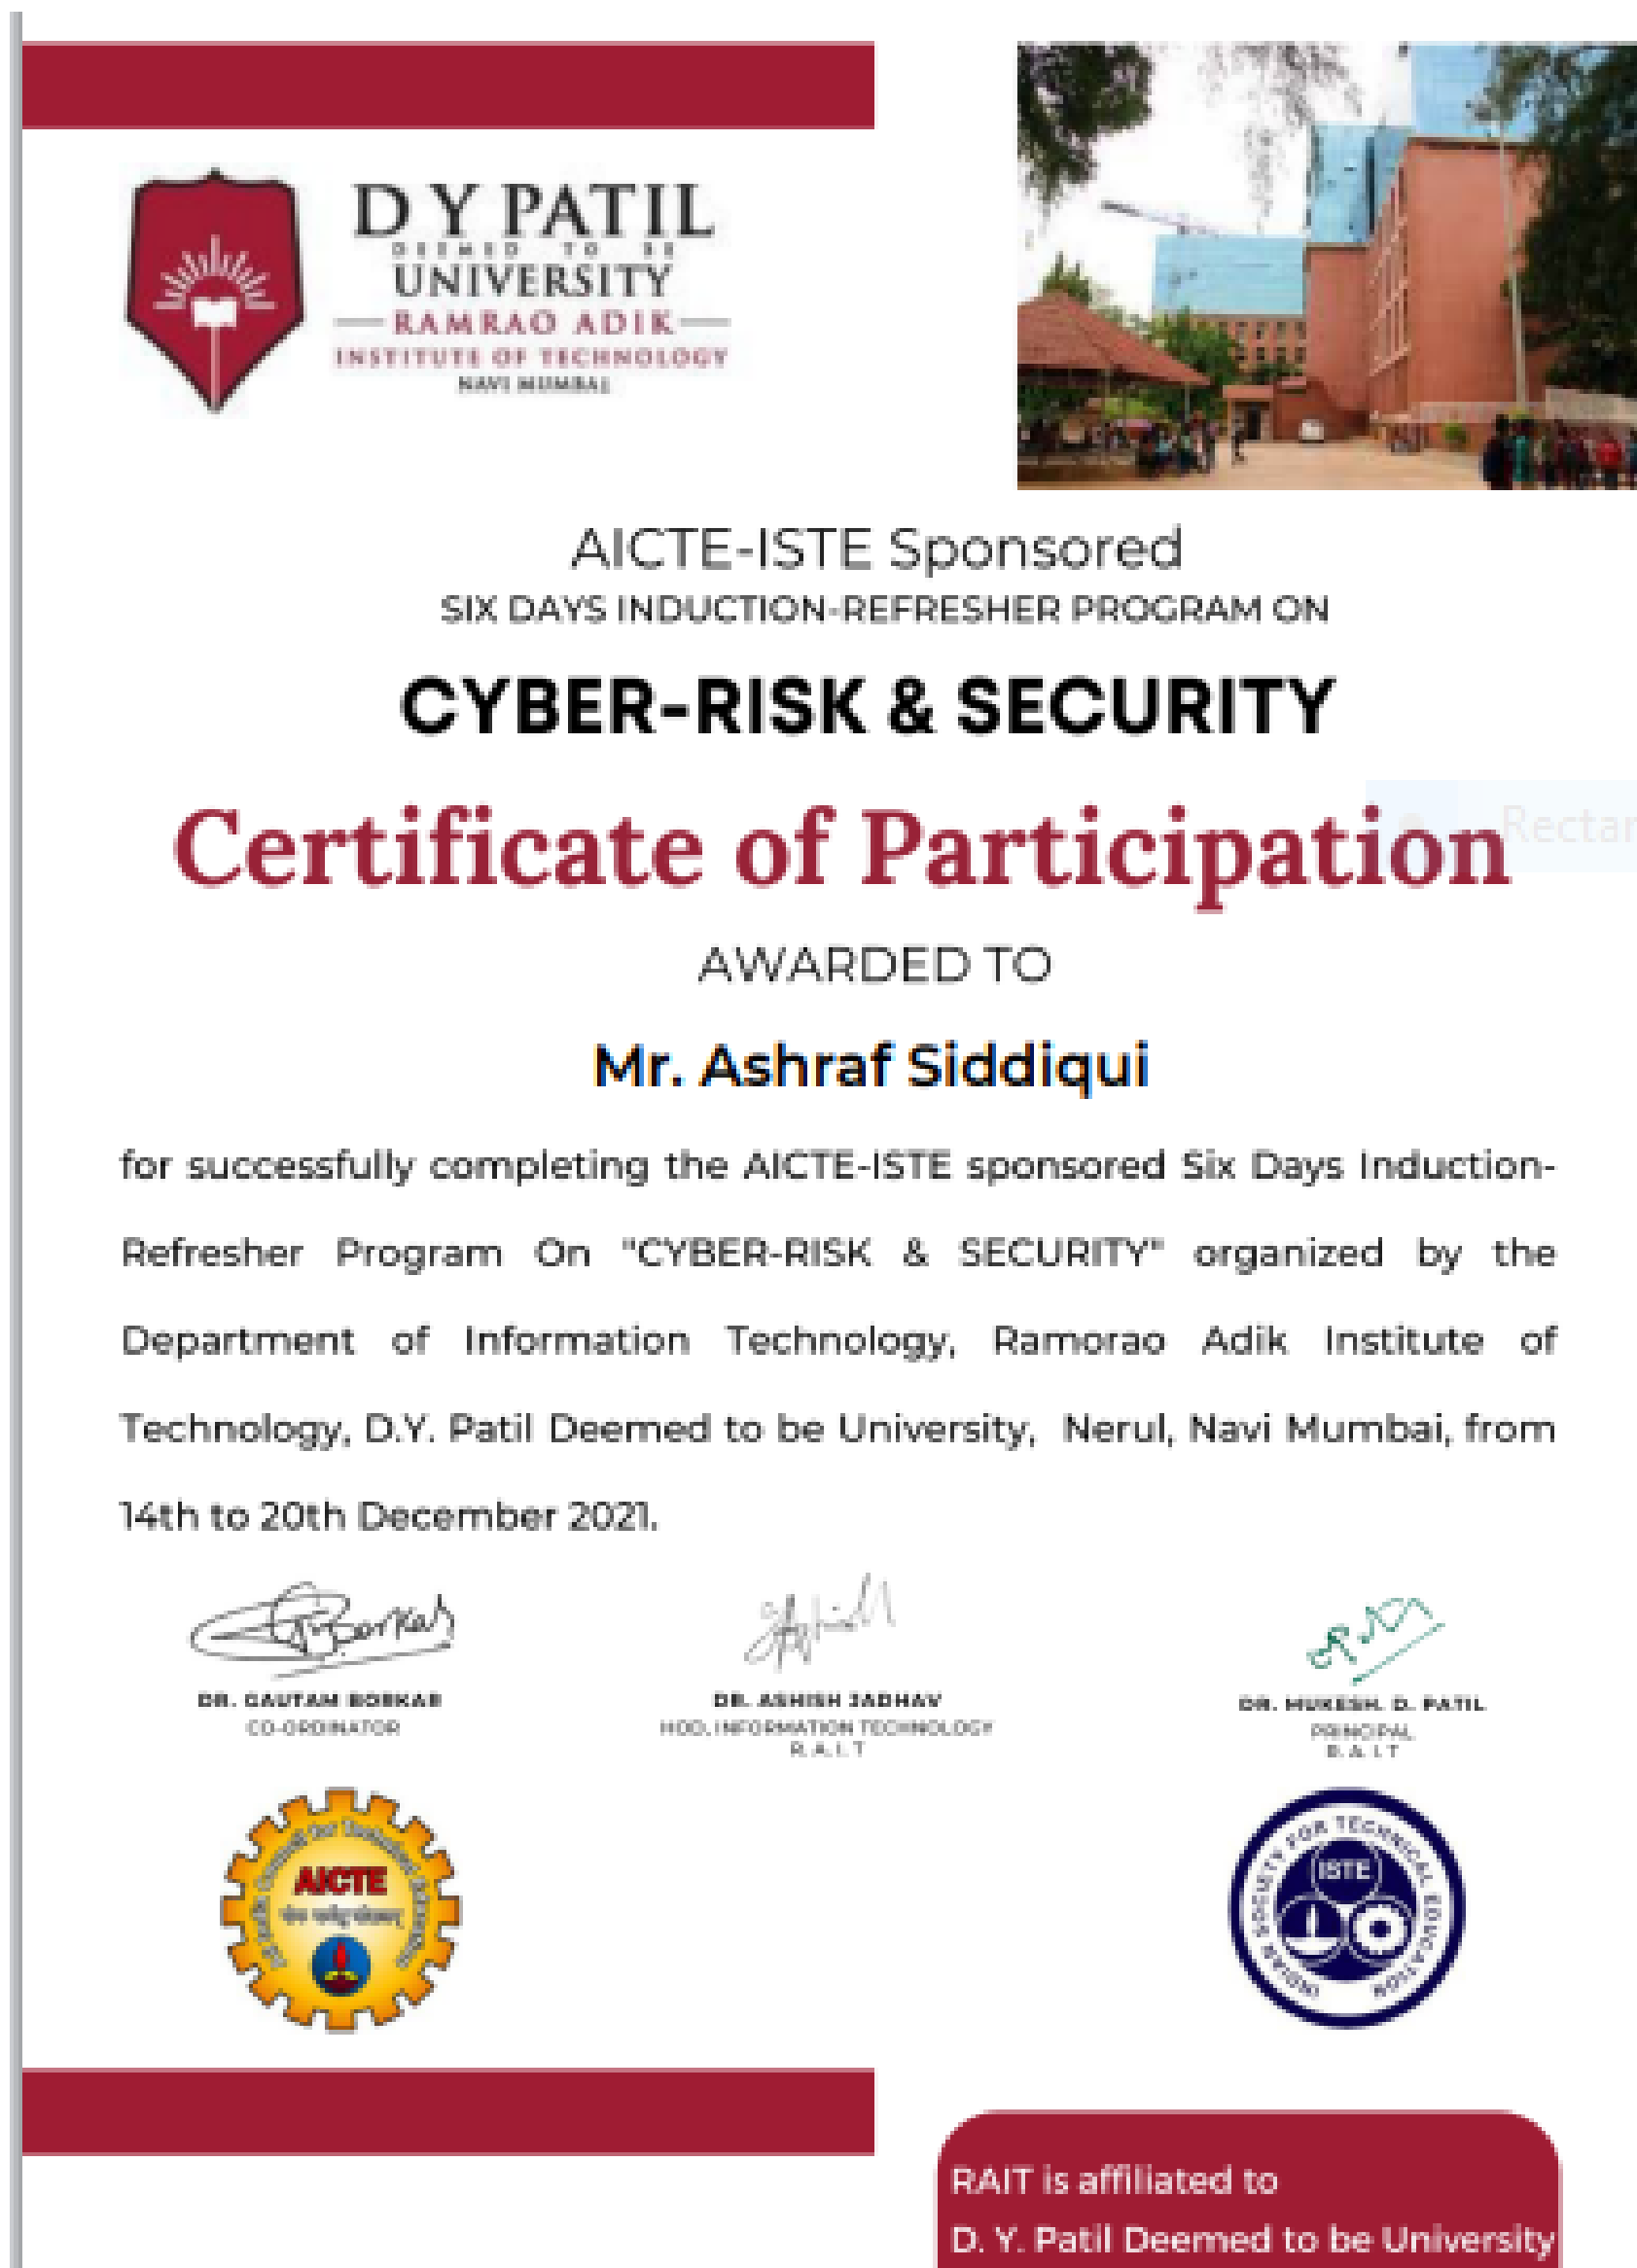 D Y PATIL
DEEMED TO BE
UNIVERSITY
RAMRAO ADIK
INSTITUTE OF TECHNOLOGY
NAVI MUMBAI
AICTE-ISTE Sponsored
SIX DAYS INDUCTION-REFRESHER PROGRAM ON
CYBER-RISK & SECURITY
Certificate of Participation
AWARDED TO
Mr. Ashraf Siddiqui
for successfully completing the AICTE-ISTE sponsored Six Days Induction-
Refresher Program On "CYBER-RISK & SECURITY" organized by the
Department of Information Technology, Ramorao Adik Institute of
Technology, D.Y. Patil Deemed to be University, Nerul, Navi Mumbai, from
14th to 20th December 2021.
DR. GAUTAM BORKAR
CO-ORDINATOR
DR. ASHISH JADHAV
HOD, INFORMATION TECHNOLOGY
R. A. I. T
DR. MUKESH. D. PATIL
PRINCIPAL
R. A. I. T
AICTE
INDIAN SOCIETY FOR TECHNICAL EDUCATION
ISTE
RAIT is affiliated to
D. Y. Patil Deemed to be University